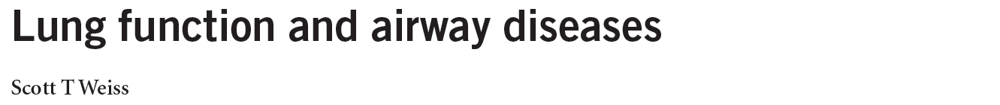 Lung function and airway diseases
Scott T Weiss